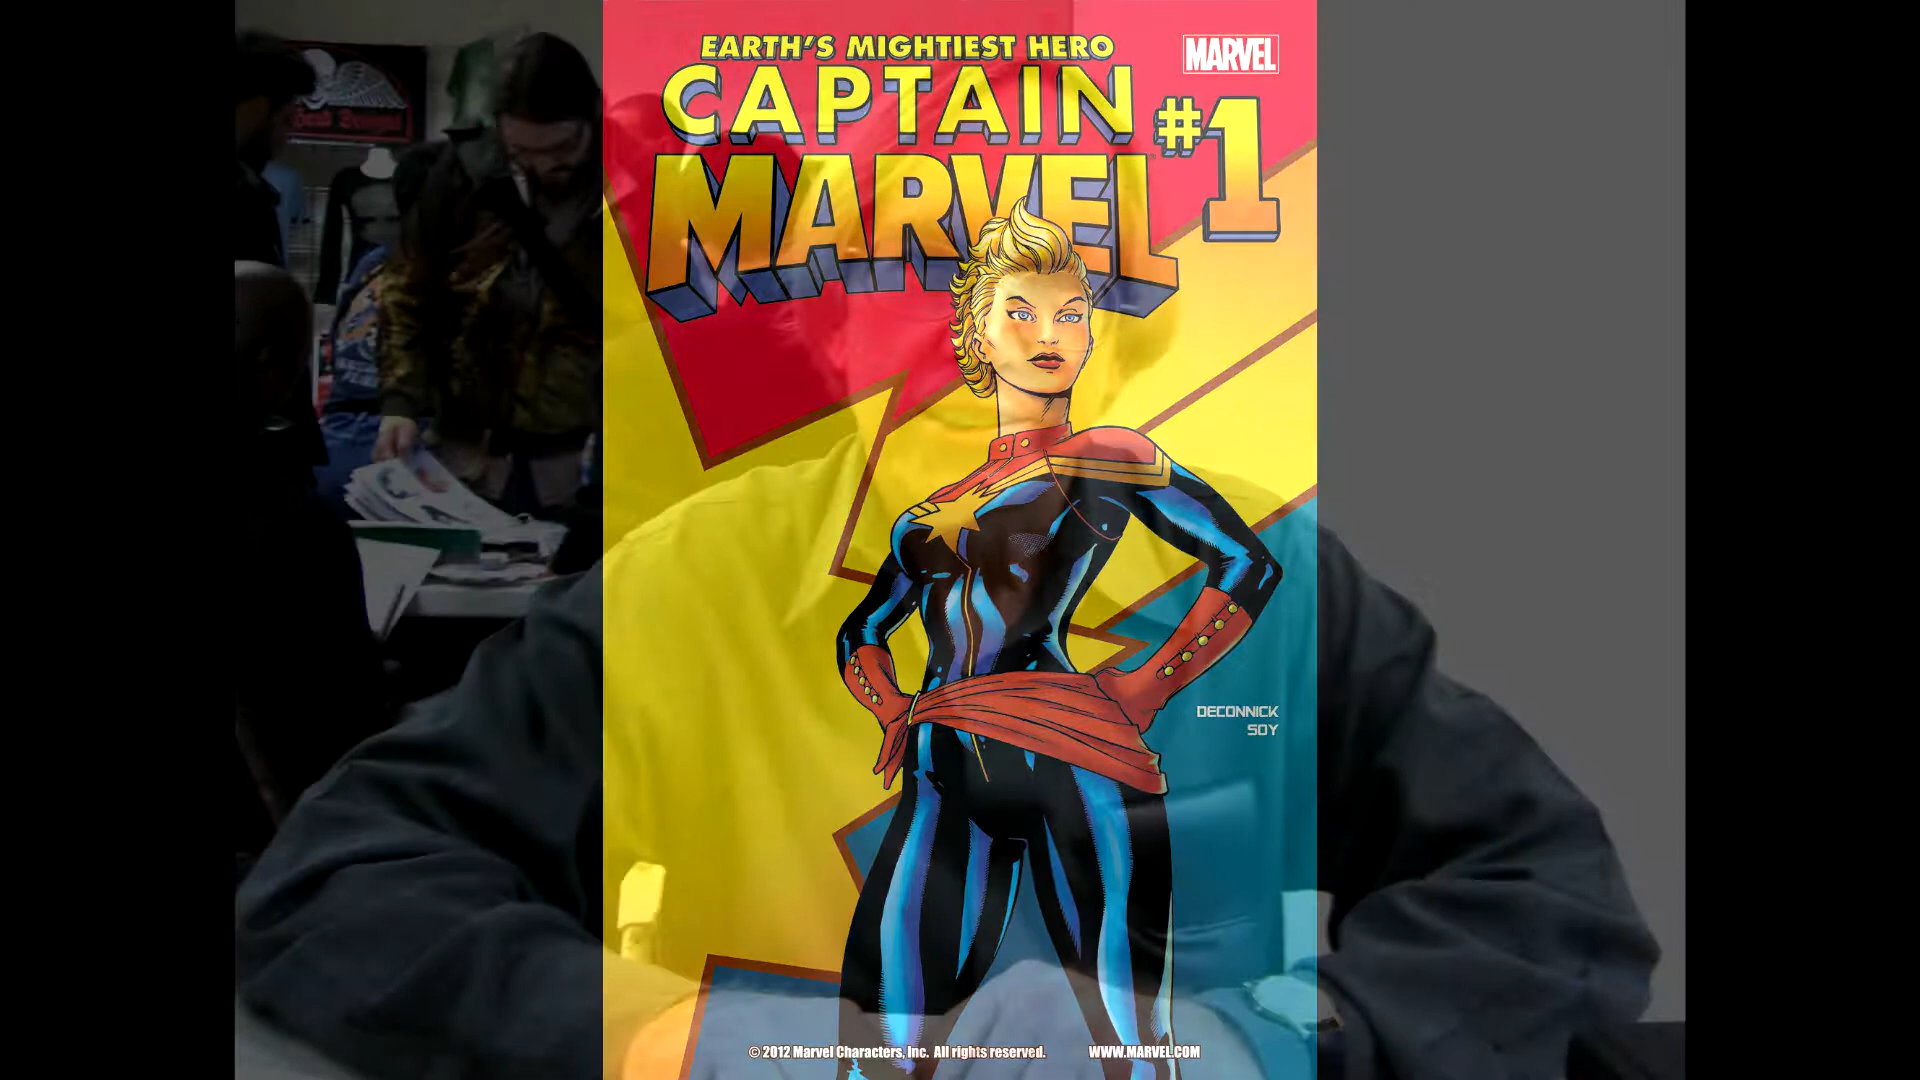 EARTH'S MIGHTIEST HERO
MARVEL
CAPTAIN
MARVEL
#1
DECONNICK
SOY
© 2012 Marvel Characters, Inc. All rights reserved.
WWW.MARVEL.COM